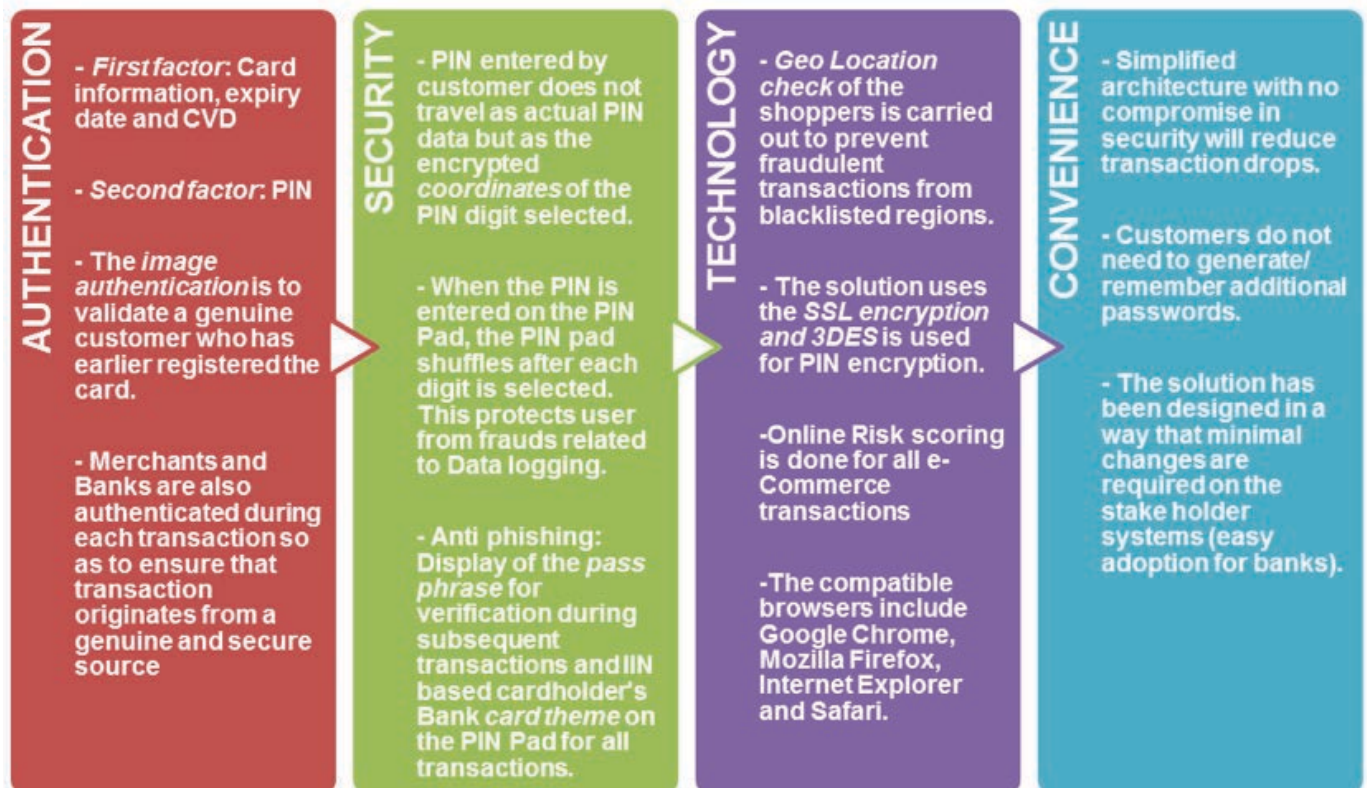 AUTHENTICATION
- First factor: Card
information, expiry
date and CVD
- Second factor: PIN
- The image
authentication is to
validate a genuine
customer who has
earlier registered the
card.
- Merchants and
Banks are also
authenticated during
each transaction so
as to ensure that
transaction
originates from a
genuine and secure
source
SECURITY
- PIN entered by
customer does not
travel as actual PIN
data but as the
encrypted
coordinates of the
PIN digit selected.
- When the PIN is
entered on the PIN
Pad, the PIN pad
shuffles after each
digit is selected.
This protects user
from frauds related
to Data logging.
- Anti phishing:
Display of the pass
phrase for
verification during
subsequent
transactions and IIN
based cardholder's
Bank card theme on
the PIN Pad for all
transactions.
TECHNOLOGY
- Geo Location
check of the
shoppers is carried
out to prevent
fraudulent
transactions from
blacklisted regions.
- The solution uses
the SSL encryption
and 3DES is used
for PIN encryption.
-Online Risk scoring
is done for all e-
Commerce
transactions
-The compatible
browsers include
Google Chrome,
Mozilla Firefox,
Internet Explorer
and Safari.
CONVENIENCE
- Simplified
architecture with no
compromise in
security will reduce
transaction drops.
- Customers do not
need to generate/
remember additional
passwords.
- The solution has
been designed in a
way that minimal
changes are
required on the
stake holder
systems (easy
adoption for banks).